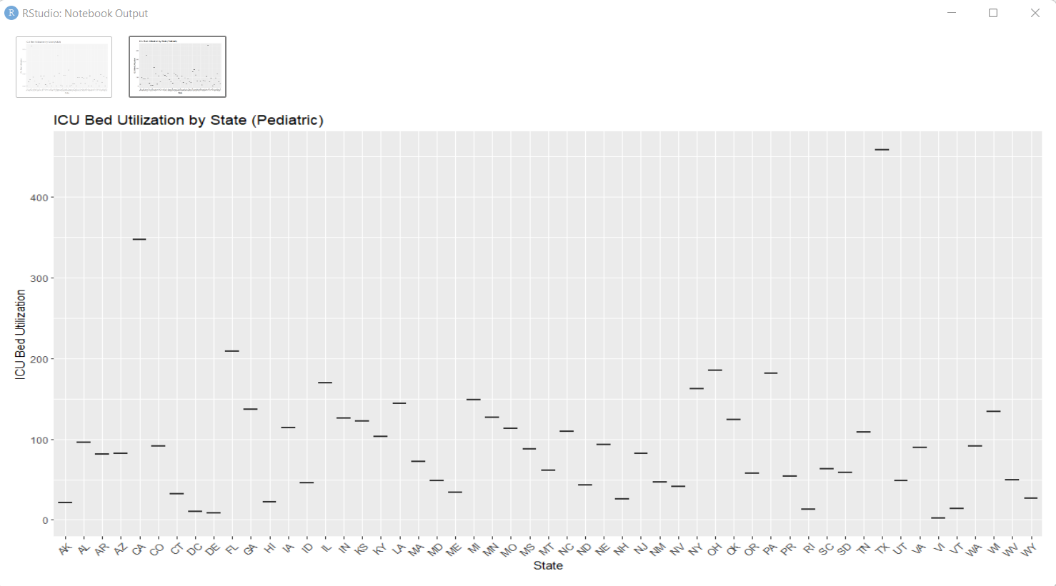 RStudio: Notebook Output
ICU Bed Utilization by State (Pediatric)
ICU Bed Utilization
400
300
200
100
0
AK AL AR AZ CA CO CT DC DE FL GA HI IA ID IL IN KS KY LA MA MD ME MI MN MO MS MT NC ND NE NH NJ NM NV NY OH OK OR PA PR RI SC SD TN TX UT VA VI VT WA WI WV WY
State